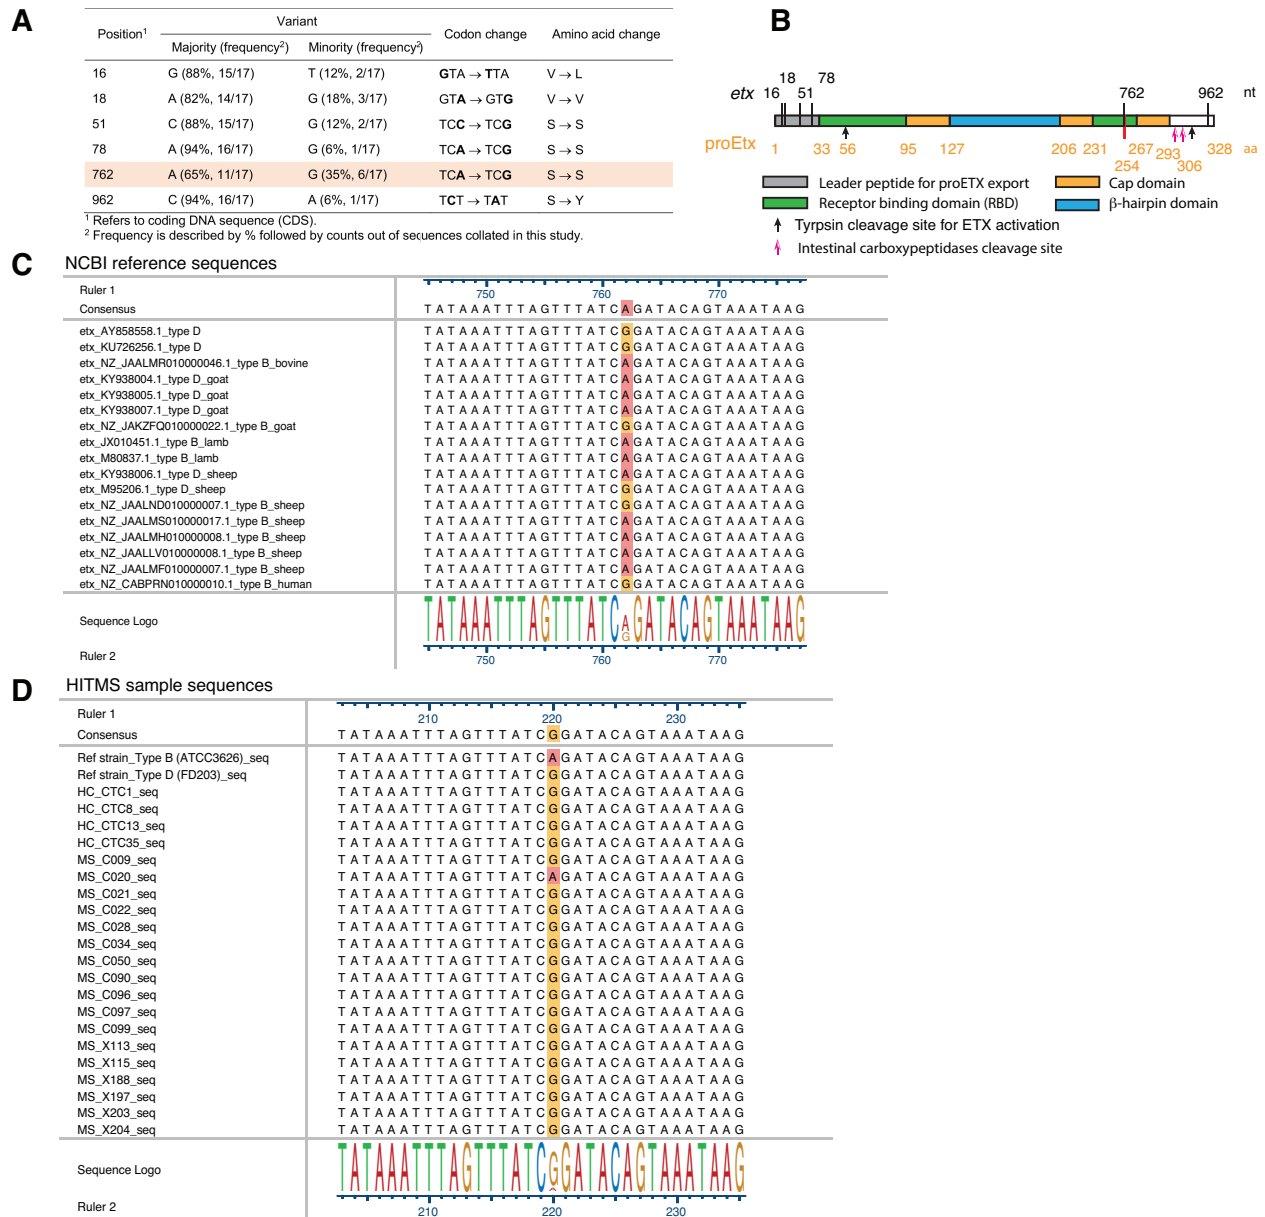 A
Position1 Variant Codon change Amino acid change
Majority (frequency2) Minority (frequency2)
16 G (88%, 15/17) T (12%, 2/17) GTA → TTA V → L
18 A (82%, 14/17) G (18%, 3/17) GTA → GTG V → V
51 C (88%, 15/17) G (12%, 2/17) TCC → TCG S → S
78 A (94%, 16/17) G (6%, 1/17) TCA → TCG S → S
762 A (65%, 11/17) G (35%, 6/17) TCA → TCG S → S
962 C (94%, 16/17) A (6%, 1/17) TCT → TAT S → Y
1 Refers to coding DNA sequence (CDS).
2 Frequency is described by % followed by counts out of sequences collated in this study.
B
18 78
etx 16 51 762 962 nt
proEtx 1 33 56 95 127 206 231 254 267 293 306 328 aa
Leader peptide for proETX export
Cap domain
Receptor binding domain (RBD)
β-hairpin domain
Tyrpsin cleavage site for ETX activation
Intestinal carboxypeptidases cleavage site
C NCBI reference sequences
Ruler 1 750 760 770
Consensus TATAAATTTAGTTTATCAGATACAGTAAATAAG
etx_AY858558.1_type D TATAAATTTAGTTTATCGGATACAGTAAATAAG
etx_KU726256.1_type D TATAAATTTAGTTTATCGGATACAGTAAATAAG
etx_NZ_JAALMR010000046.1_type B_bovine TATAAATTTAGTTTATCAGATACAGTAAATAAG
etx_KY938004.1_type D_goat TATAAATTTAGTTTATCAGATACAGTAAATAAG
etx_KY938005.1_type D_goat TATAAATTTAGTTTATCAGATACAGTAAATAAG
etx_KY938007.1_type D_goat TATAAATTTAGTTTATCAGATACAGTAAATAAG
etx_NZ_JAKZFQ010000022.1_type B_goat TATAAATTTAGTTTATCGGATACAGTAAATAAG
etx_JX010451.1_type B_lamb TATAAATTTAGTTTATCAGATACAGTAAATAAG
etx_M80837.1_type B_lamb TATAAATTTAGTTTATCAGATACAGTAAATAAG
etx_KY938006.1_type D_sheep TATAAATTTAGTTTATCAGATACAGTAAATAAG
etx_M95206.1_type D_sheep TATAAATTTAGTTTATCGGATACAGTAAATAAG
etx_NZ_JAALND010000007.1_type B_sheep TATAAATTTAGTTTATCGGATACAGTAAATAAG
etx_NZ_JAALMS010000017.1_type B_sheep TATAAATTTAGTTTATCAGATACAGTAAATAAG
etx_NZ_JAALMH010000008.1_type B_sheep TATAAATTTAGTTTATCAGATACAGTAAATAAG
etx_NZ_JAALLV010000008.1_type B_sheep TATAAATTTAGTTTATCAGATACAGTAAATAAG
etx_NZ_JAALMF010000007.1_type B_sheep TATAAATTTAGTTTATCAGATACAGTAAATAAG
etx_NZ_CABPRN010000010.1_type B_human TATAAATTTAGTTTATCGGATACAGTAAATAAG
Sequence Logo TATAAATTTAGTTTATCAGATACAGTAAATAAG
G
Ruler 2 750 760 770
D HITMS sample sequences
Ruler 1 210 220 230
Consensus TATAAATTTAGTTTATCGGATACAGTAAATAAG
Ref strain_Type B (ATCC3626)_seq TATAAATTTAGTTTATCAGATACAGTAAATAAG
Ref strain_Type D (FD203)_seq TATAAATTTAGTTTATCGGATACAGTAAATAAG
HC_CTC1_seq TATAAATTTAGTTTATCGGATACAGTAAATAAG
HC_CTC8_seq TATAAATTTAGTTTATCGGATACAGTAAATAAG
HC_CTC13_seq TATAAATTTAGTTTATCGGATACAGTAAATAAG
HC_CTC35_seq TATAAATTTAGTTTATCGGATACAGTAAATAAG
MS_C009_seq TATAAATTTAGTTTATCGGATACAGTAAATAAG
MS_C020_seq TATAAATTTAGTTTATCAGATACAGTAAATAAG
MS_C021_seq TATAAATTTAGTTTATCGGATACAGTAAATAAG
MS_C022_seq TATAAATTTAGTTTATCGGATACAGTAAATAAG
MS_C028_seq TATAAATTTAGTTTATCGGATACAGTAAATAAG
MS_C034_seq TATAAATTTAGTTTATCGGATACAGTAAATAAG
MS_C050_seq TATAAATTTAGTTTATCGGATACAGTAAATAAG
MS_C090_seq TATAAATTTAGTTTATCGGATACAGTAAATAAG
MS_C096_seq TATAAATTTAGTTTATCGGATACAGTAAATAAG
MS_C097_seq TATAAATTTAGTTTATCGGATACAGTAAATAAG
MS_C099_seq TATAAATTTAGTTTATCGGATACAGTAAATAAG
MS_X113_seq TATAAATTTAGTTTATCGGATACAGTAAATAAG
MS_X115_seq TATAAATTTAGTTTATCGGATACAGTAAATAAG
MS_X188_seq TATAAATTTAGTTTATCGGATACAGTAAATAAG
MS_X197_seq TATAAATTTAGTTTATCGGATACAGTAAATAAG
MS_X203_seq TATAAATTTAGTTTATCGGATACAGTAAATAAG
MS_X204_seq TATAAATTTAGTTTATCGGATACAGTAAATAAG
Sequence Logo TATAAATTTAGTTTATCGGATACAGTAAATAAG
Ruler 2 210 220 230